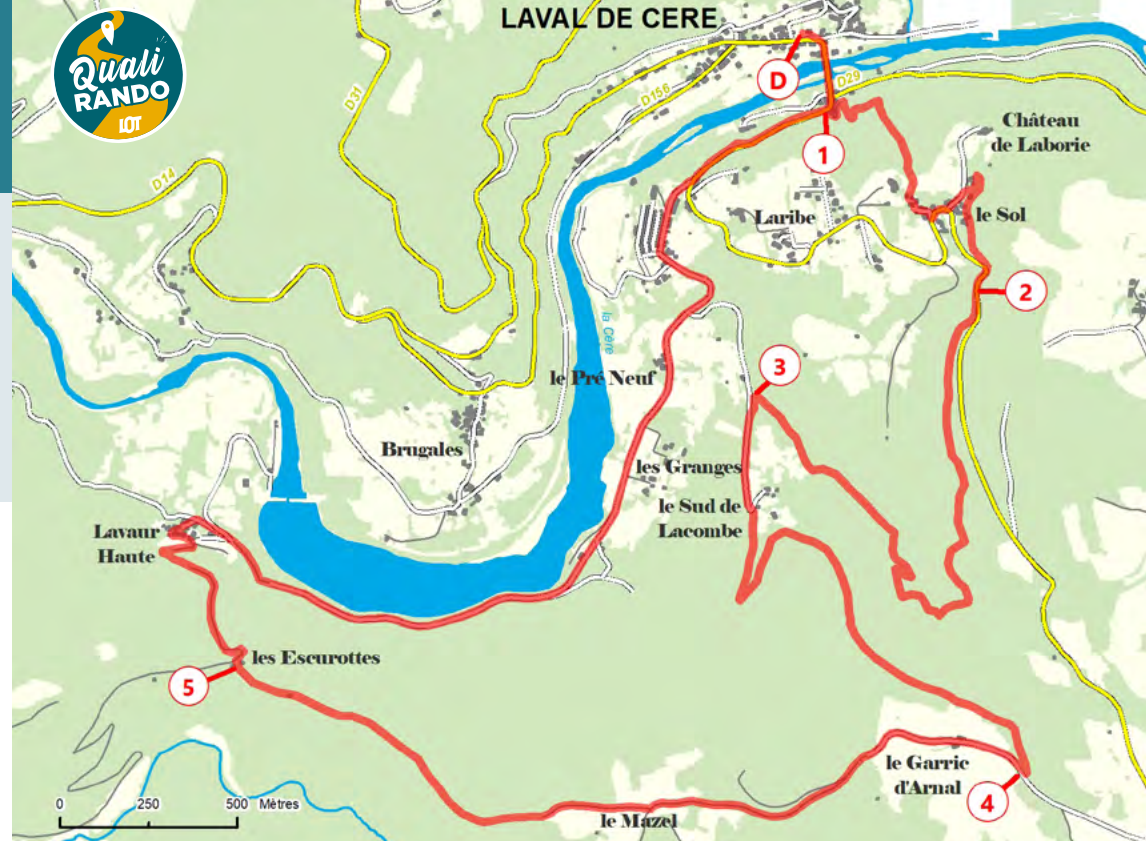 LAVAL DE CERE
Quali
RANDO
LOT
D
D29
D31
D156
1
Château
de Laborie
D14
Laribe
le Sol
2
la Cère
3
le Pré Neuf
Brugales
les Granges
le Sud de
Lacombe
Lavaur
Haute
les Escurottes
5
le Garric
d'Arnal
4
0 250 500 Mètres
le Mazel